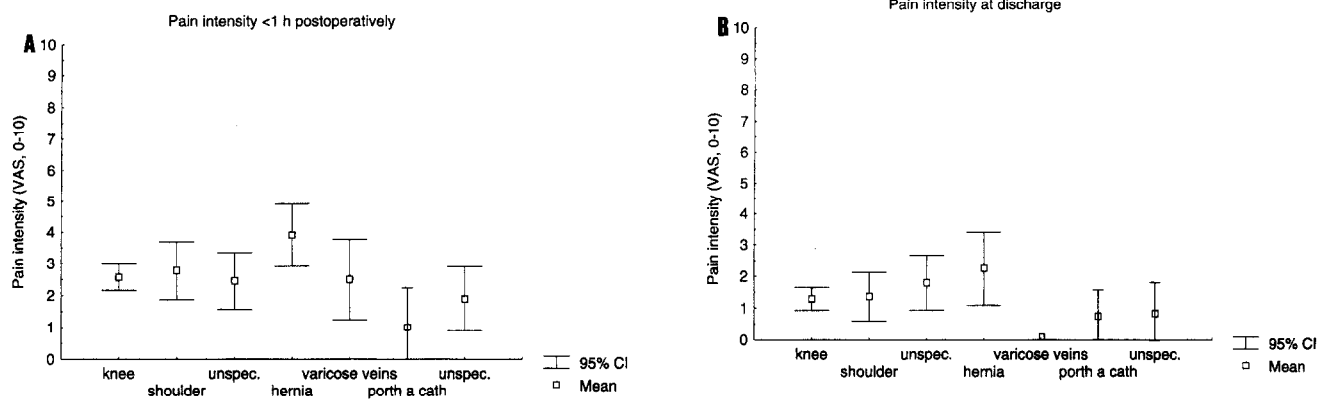 Pain intensity <1 h postoperatively
A
10
9
8
7
6
5
4
3
2
1
0
Pain intensity (VAS, 0-10)
knee unspec. varicose veins unspec.
shoulder hernia porth a cath
95% CI
Mean
Pain intensity at discharge
B
10
9
8
7
6
5
4
3
2
1
0
Pain intensity (VAS, 0-10)
knee unspec. varicose veins unspec.
shoulder hernia porth a cath
95% CI
Mean